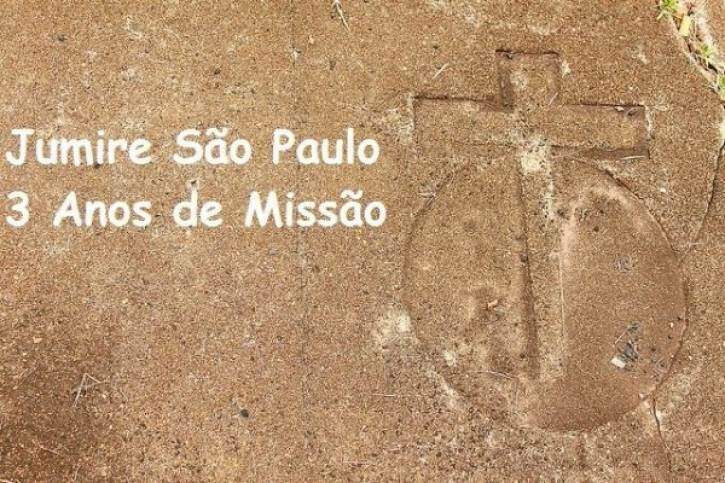 Jumire São Paulo
3 Anos de Missão